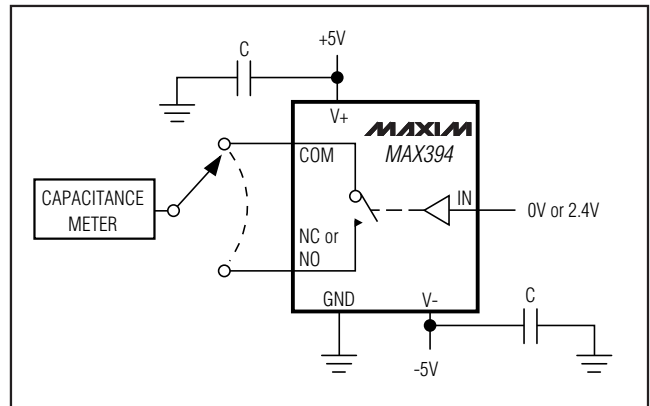 +5V
C
V+
MAXIM
MAX394
COM
CAPACITANCE
METER
IN
0V or 2.4V
NC or
NO
GND
V-
C
-5V